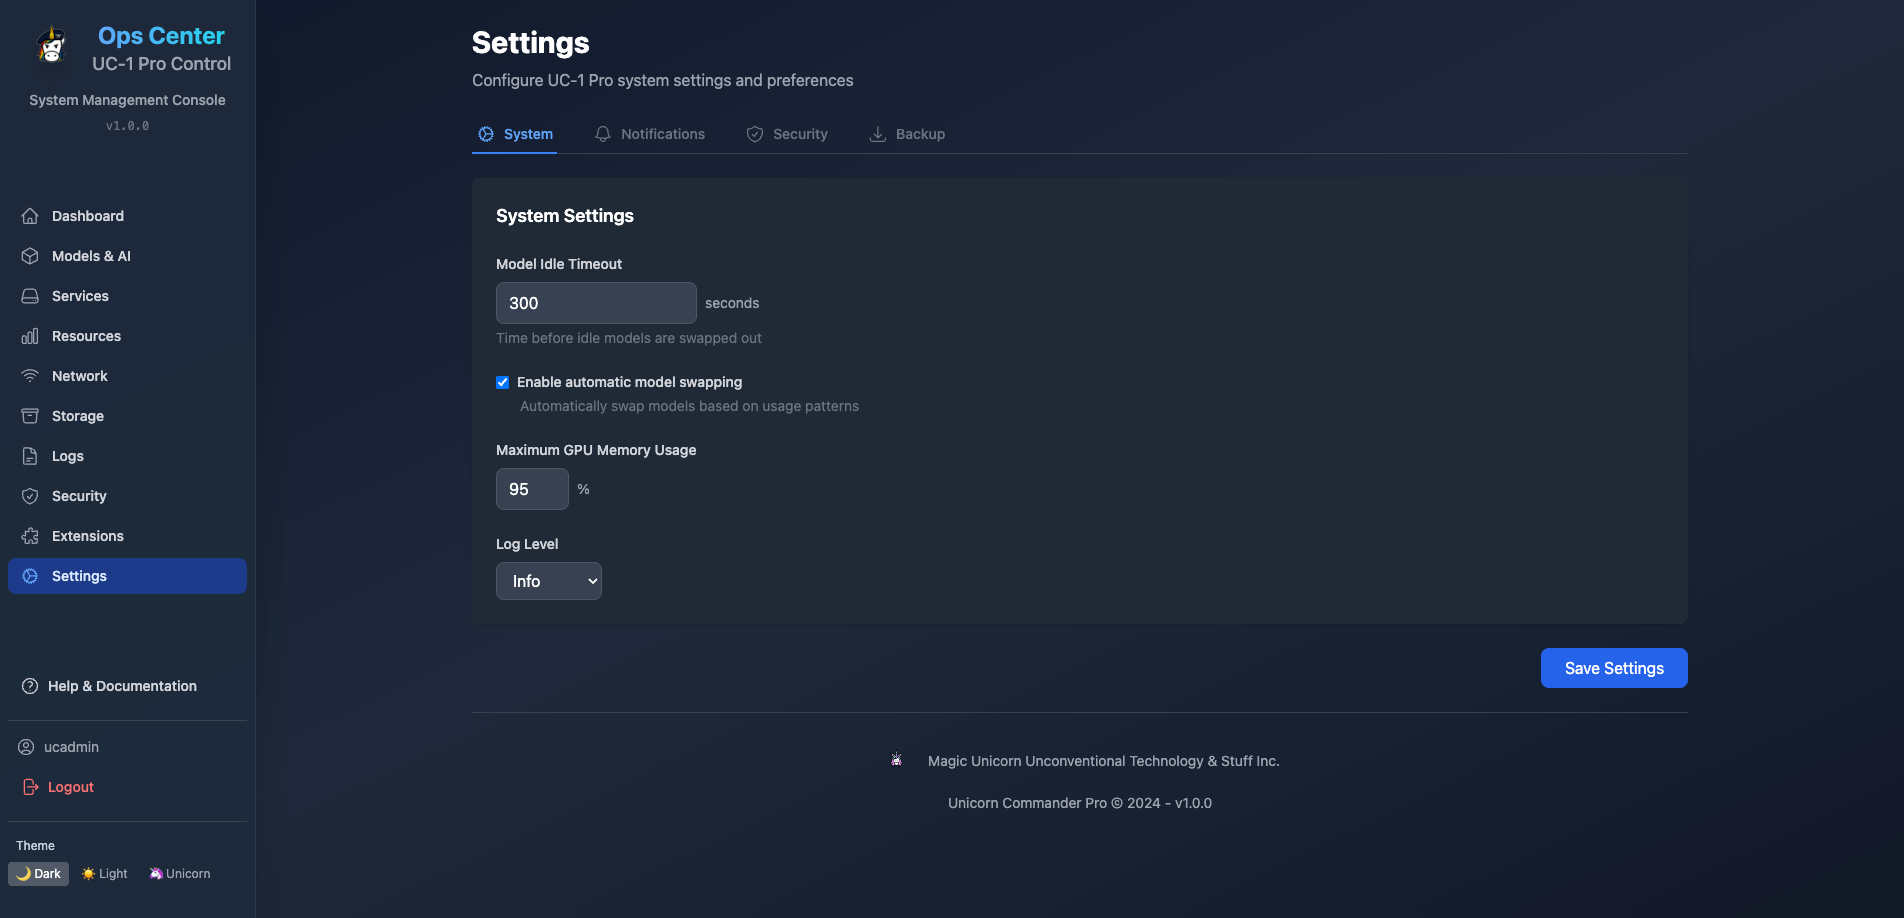 Ops Center
UC-1 Pro Control
System Management Console
v1.0.0
Dashboard
Models & AI
Services
Resources
Network
Storage
Logs
Security
Extensions
Settings
Help & Documentation
ucadmin
Logout
Theme
🌙 Dark
☀️ Light
🦄 Unicorn
Settings
Configure UC-1 Pro system settings and preferences
System
Notifications
Security
Backup
System Settings
Model Idle Timeout
300 seconds
Time before idle models are swapped out
Enable automatic model swapping
Automatically swap models based on usage patterns
Maximum GPU Memory Usage
95 %
Log Level
Info
Save Settings
Magic Unicorn Unconventional Technology & Stuff Inc.
Unicorn Commander Pro © 2024 - v1.0.0